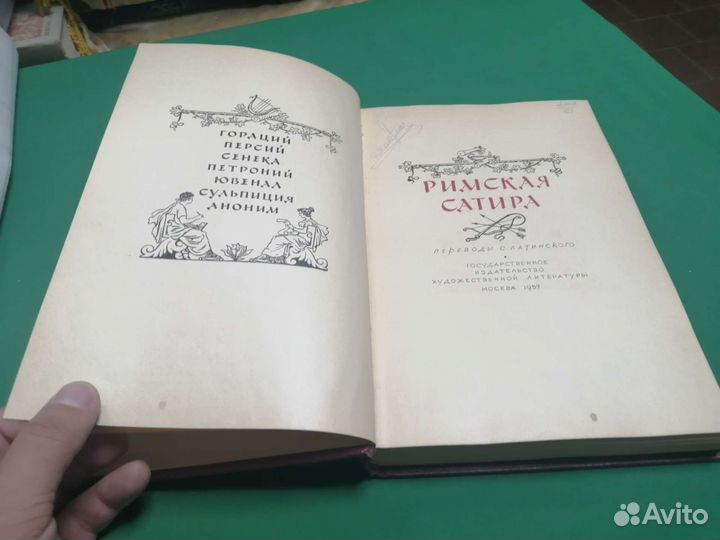 ГОРАЦИЙ
ПЕРСИЙ
СЕНЕКА
ПЕТРОНИЙ
ЮВЕНАЛ
СУЛЬПИЦИЯ
АНОНИМ
РИМСКАЯ
САТИРА
ПЕРЕВОДЫ С ЛАТИНСКОГО
ГОСУДАРСТВЕННОЕ
ИЗДАТЕЛЬСТВО
ХУДОЖЕСТВЕННОЙ ЛИТЕРАТУРЫ
МОСКВА 1957
Avito